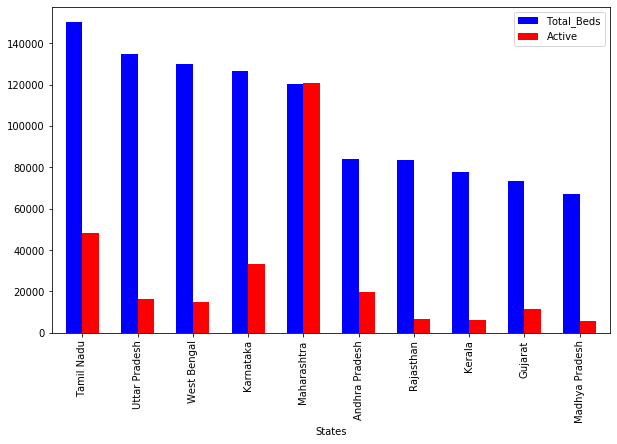 Total_Beds
Active
140000
120000
100000
80000
60000
40000
20000
0
Tamil Nadu
Uttar Pradesh
West Bengal
Karnataka
Maharashtra
Andhra Pradesh
Rajasthan
Kerala
Gujarat
Madhya Pradesh
States